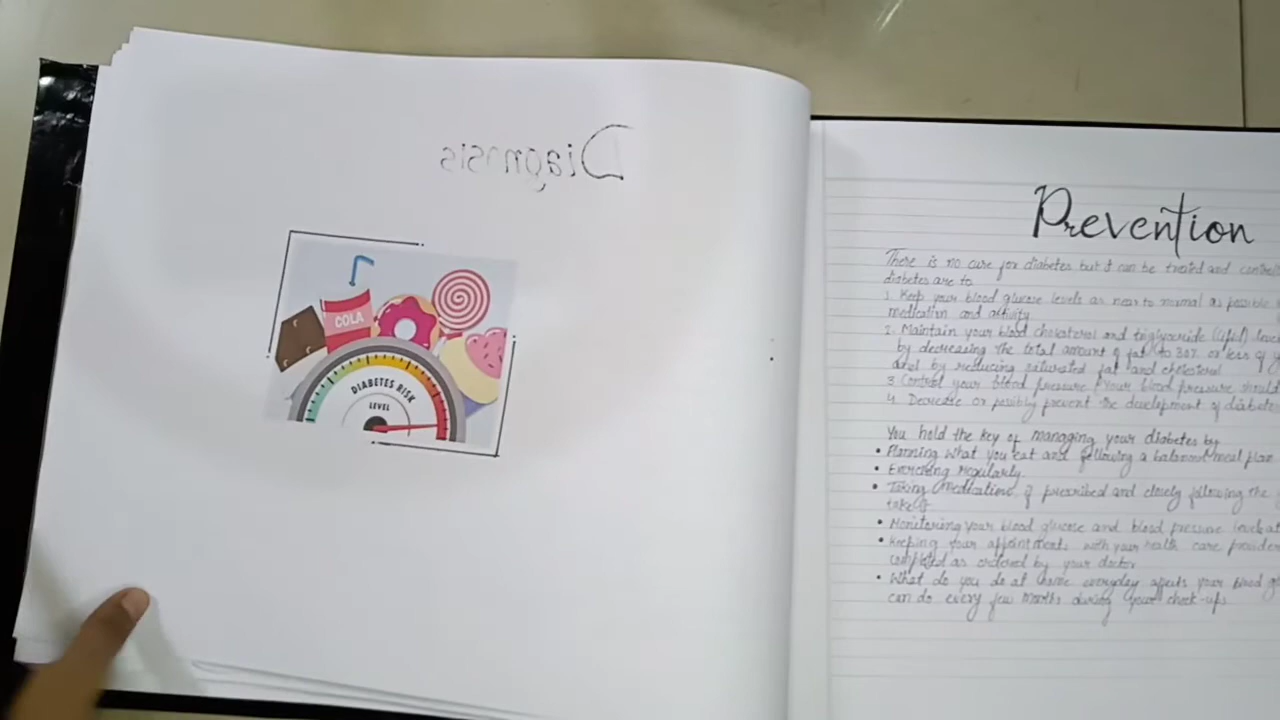 Diagnosis
COLA
DIABETES RISK
LEVEL
Prevention
There is no cure for diabetes but it can be treated and
diabetes are to
1. Keep your blood glucose levels as near to normal as possible
medication and activity
2. Maintain your blood cholesterol and triglyceride (lipid)
by decreasing the total amount of fat to 30% or less of
and by reducing saturated fat and cholesterol
3. Control your blood pressure. (Your blood pressure should
4. Decrease or possibly prevent the development of
You hold the key of managing your diabetes by
• Planning what you eat and following a balanced meal plan
• Exercising regularly
• Taking medications if prescribed and closely following the
• Monitoring your blood glucose and blood pressure levels at
• Keeping your appointments with your health care
completed as ordered by your doctor
• What do you do at home everyday affects your blood
can do every few months during your check-ups